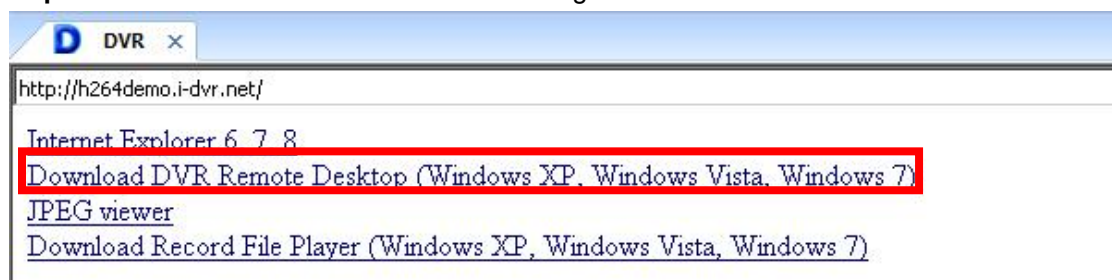 D DVR ×
http://h264demo.i-dvr.net/
Internet Explorer 6, 7, 8
Download DVR Remote Desktop (Windows XP, Windows Vista, Windows 7)
JPEG viewer
Download Record File Player (Windows XP, Windows Vista, Windows 7)